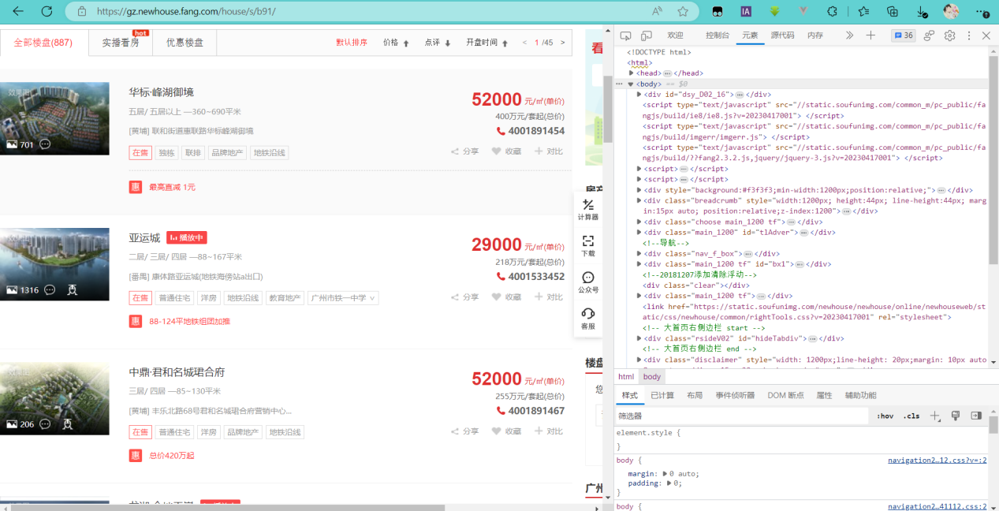 https://gz.newhouse.fang.com/house/s/b91/
IA
全部楼盘(887)
实播看房
hot
优惠楼盘
默认排序 价格 点评 开盘时间 < 1 /45 >
效果图
701
华标·峰湖御境
五层/ 五层以上 —360~690平米
[黄埔] 联和街道惠联路华标峰湖御境
在售 独栋 联排 品牌地产 地铁沿线
惠 最高直减 1元
52000 元/㎡(单价)
400万元/套起(总价)
4001891454
分享 收藏 对比
1316
亚运城 播放中
二层/ 三层/ 四层 —88~167平米
[番禺] 康体路亚运城(地铁海傍站a出口)
在售 普通住宅 洋房 地铁沿线 教育地产 广州市铁一中学
惠 88-124平地铁组团加推
29000 元/㎡(单价)
218万元/套起(总价)
4001533452
分享 收藏 对比
206
中鼎·君和名城珺合府
三层/ 四层 —85~130平米
[黄埔] 丰乐北路68号君和名城珺合府营销中心...
在售 普通住宅 洋房 品牌地产 地铁沿线
惠 总价420万起
52000 元/㎡(单价)
255万元/套起(总价)
4001891467
分享 收藏 对比
看
计算器
下载
公众号
客服
楼盘
您
广州
欢迎 控制台 元素 源代码 内存 36
<!DOCTYPE html>
<html>
<head>…</head>
<body> == $0
<div id="dsy_D02_16">…</div>
<script type="text/javascript" src="//static.soufunimg.com/common_m/pc_public/fa
ngjs/build/ie8/ie8.js?v=20230417001"> </script>
<script type="text/javascript" src="//static.soufunimg.com/common_m/pc_public/fa
ngjs/build/imgerr/imgerr.js"> </script>
<script type="text/javascript" src="//static.soufunimg.com/common_m/pc_public/fa
ngjs/build/??fang2.3.2.js,jquery/jquery-3.js?v=20230417001"> </script>
<script>…</script>
<script>…</script>
<div style="background:#f3f3f3;min-width:1200px;position:relative;">…</div>
<div class="breadcrumb" style="width:1200px; height:44px; line-height:44px; marg
in:15px auto; position:relative;z-index:1200">…</div>
<div class="choose main_1200 tf">…</div>
<div class="main_1200" id="tlAdver">…</div>
<!--导航-->
<div class="nav_f_box">…</div>
<div class="main_1200 tf" id="bx1">…</div>
<!--20181207添加清除浮动-->
<div class="clear"></div>
<div class="main_1200 tf">…</div>
<link href="https://static.soufunimg.com/newhouse/newhouse/online/newhouseweb/st
atic/css/newhouse/common/rightTools.css?v=20230417001" rel="stylesheet">
<!-- 大首页右侧边栏 start -->
<div class="rsideV02" id="hideTabdiv">…</div>
<!-- 大首页右侧边栏 end -->
<div class="disclaimer" style="width: 1200px;line-height: 20px;margin: 10px auto
html body
样式 已计算 布局 事件侦听器 DOM 断点 属性 辅助功能
筛选器 :hov .cls
element.style {
}
body { navigation2…12.css?v=:2
margin: 0 auto;
padding: 0;
}
body { navigation2…41112.css:2